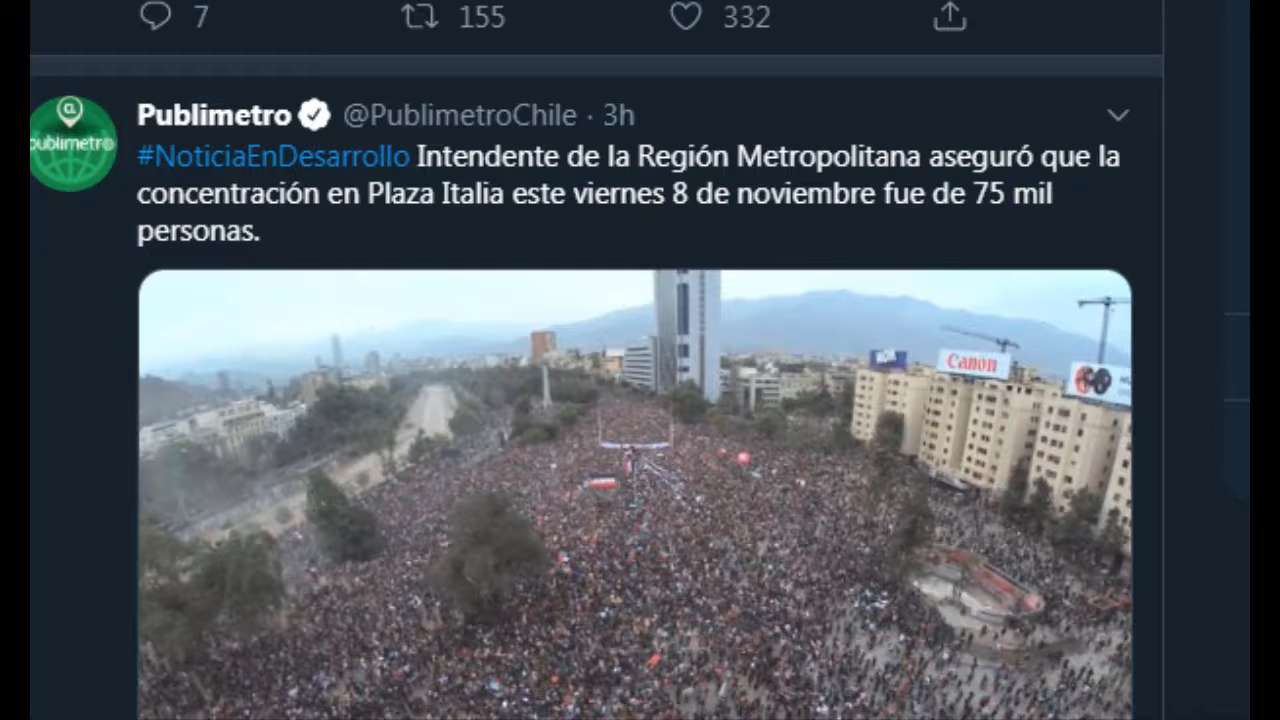 7 155 332
Publimetro @PublimetroChile · 3h
publimetro
#NoticiaEnDesarrollo Intendente de la Región Metropolitana aseguró que la
concentración en Plaza Italia este viernes 8 de noviembre fue de 75 mil
personas.
Canon